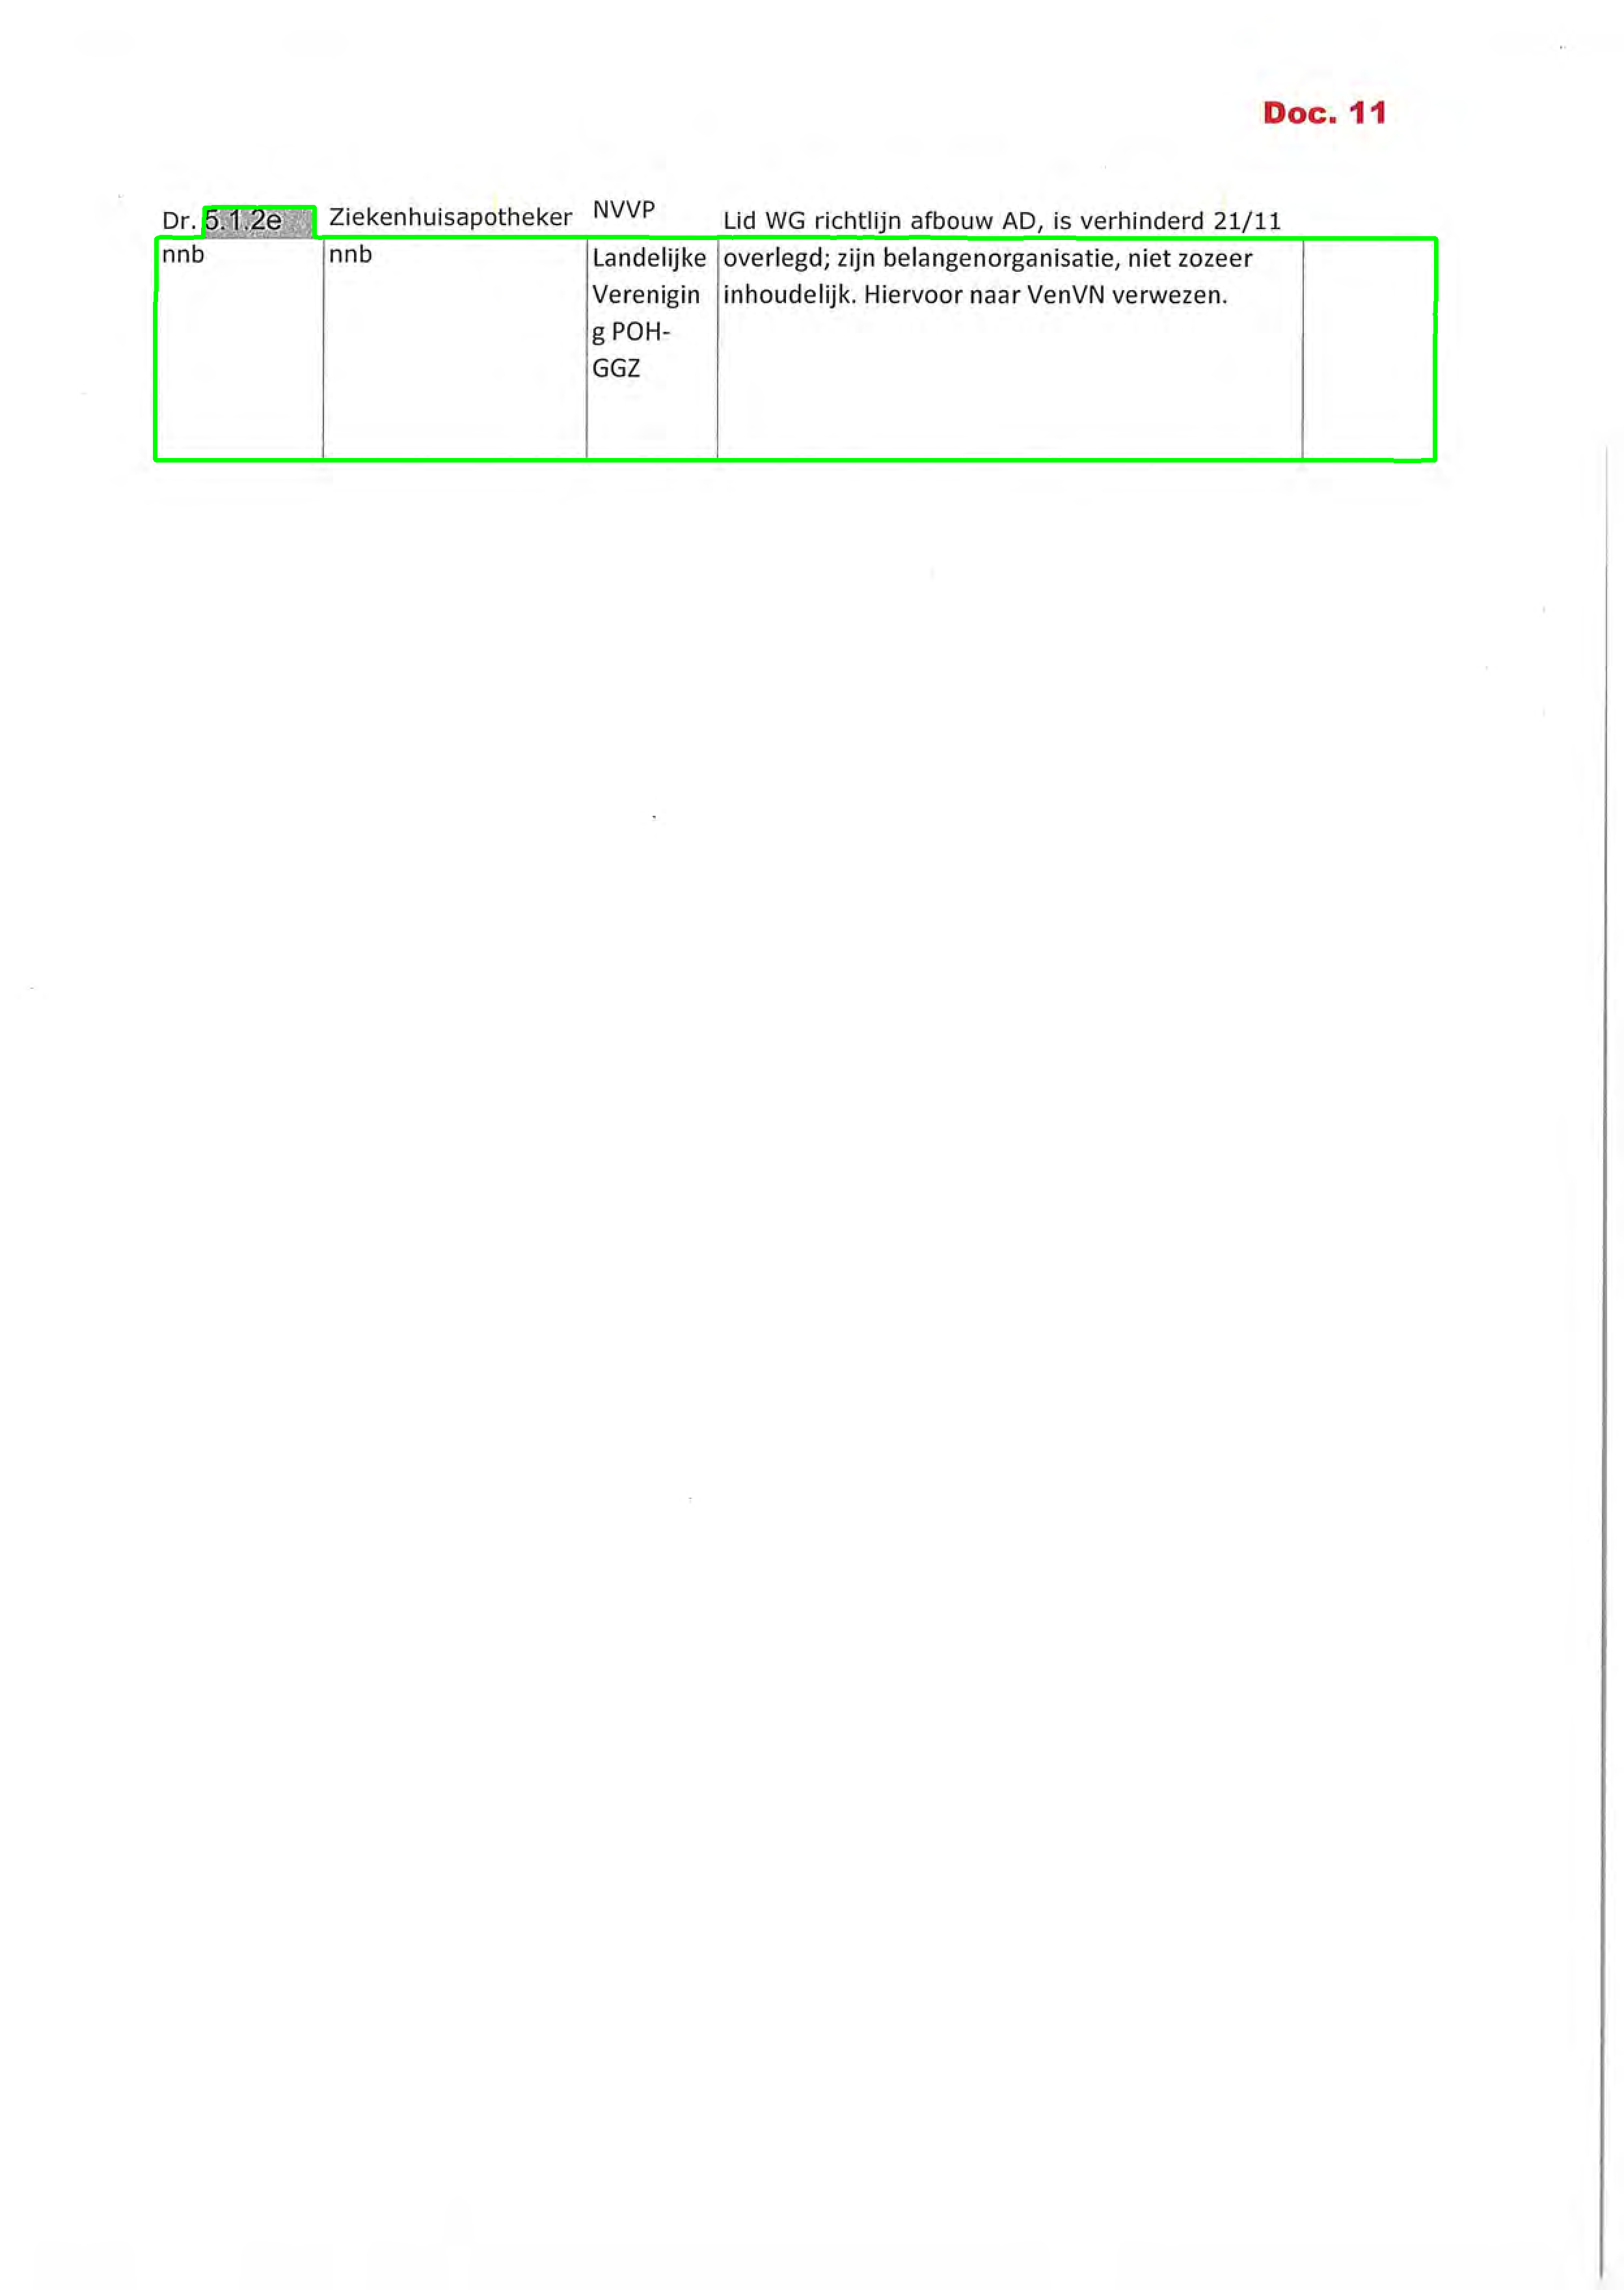 Doc. 11
Dr. 5.1.2e Ziekenhuisapotheker NVVP Lid WG richtlijn afbouw AD, is verhinderd 21/11
nnb nnb Landelijke overlegd; zijn belangenorganisatie, niet zozeer
Verenigin inhoudelijk. Hiervoor naar VenVN verwezen.
g POH-
GGZ